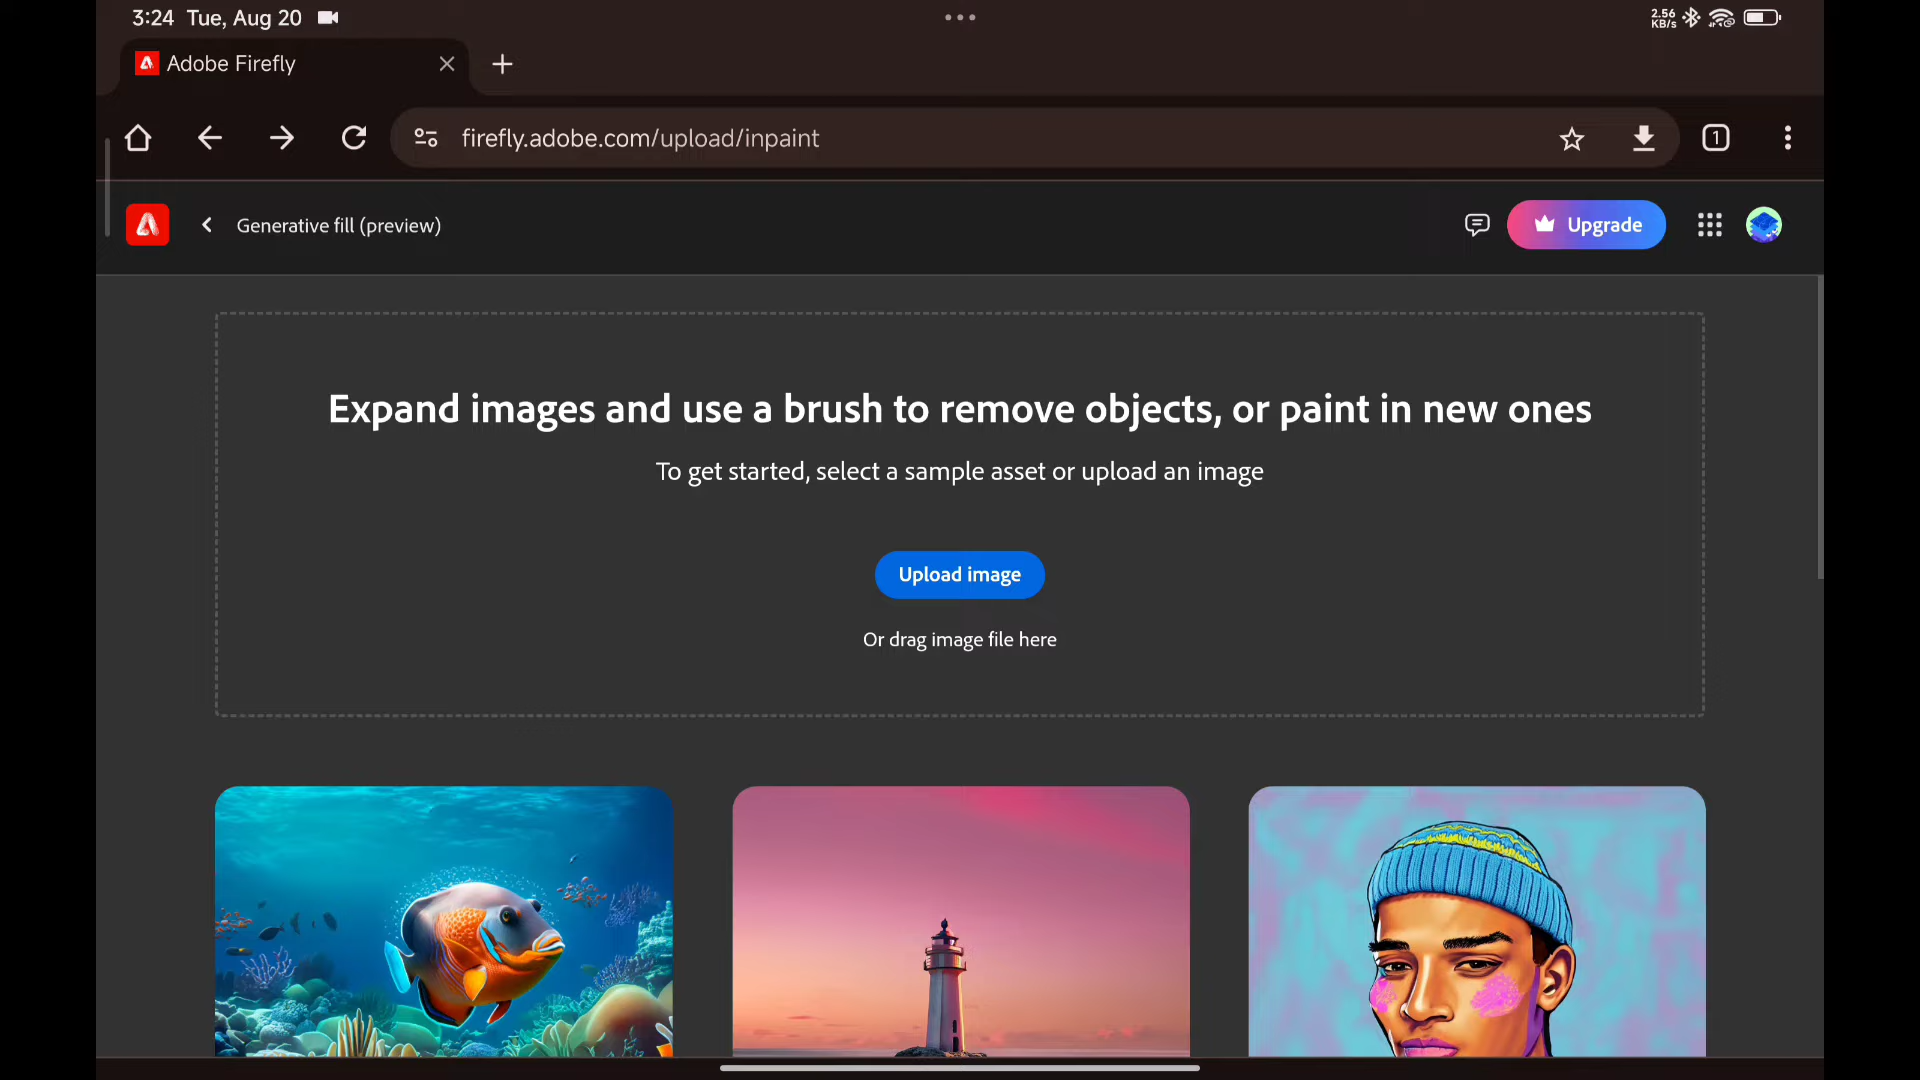 3:24 Tue, Aug 20
2.56 KB/s
Adobe Firefly
firefly.adobe.com/upload/inpaint
1
Generative fill (preview)
Upgrade
Expand images and use a brush to remove objects, or paint in new ones
To get started, select a sample asset or upload an image
Upload image
Or drag image file here